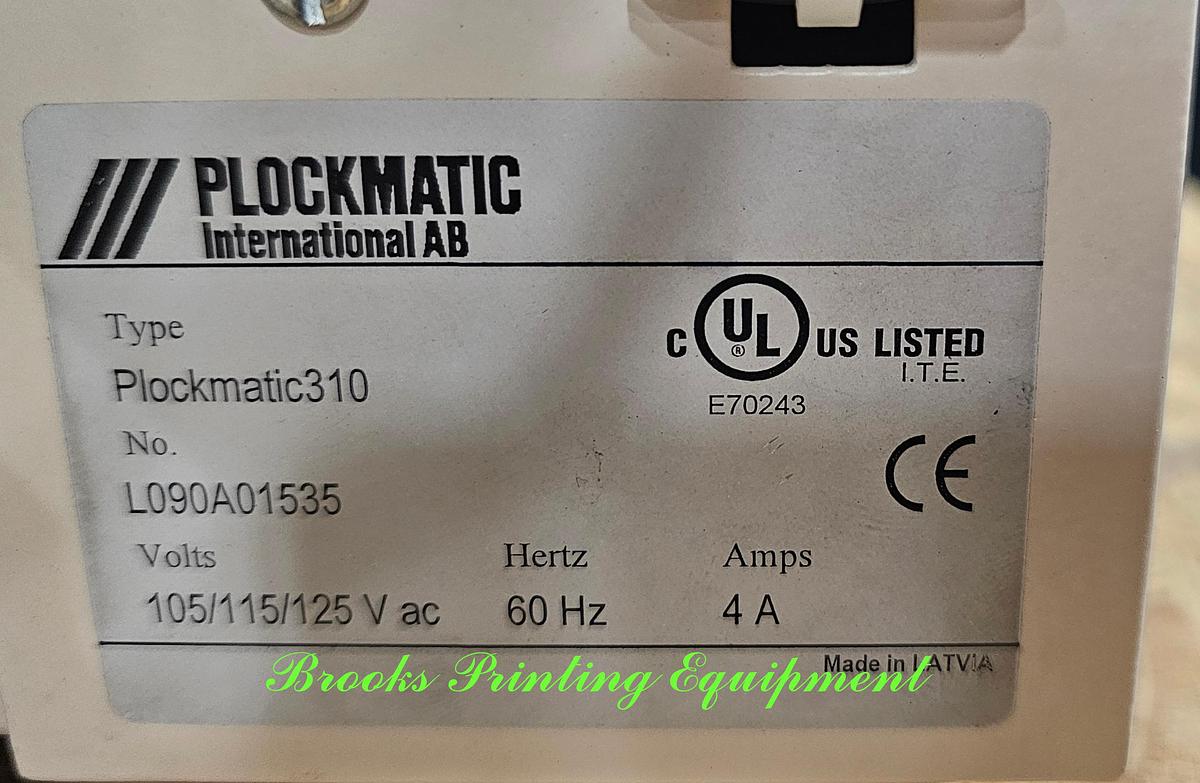 PLOCKMATIC
International AB
Type
Plockmatic310
C UL ® US LISTED
I.T.E.
E70243
No.
L090A01535
CE
Volts Hertz Amps
105/115/125 V ac 60 Hz 4 A
Made in LATVIA
Brooks Printing Equipment